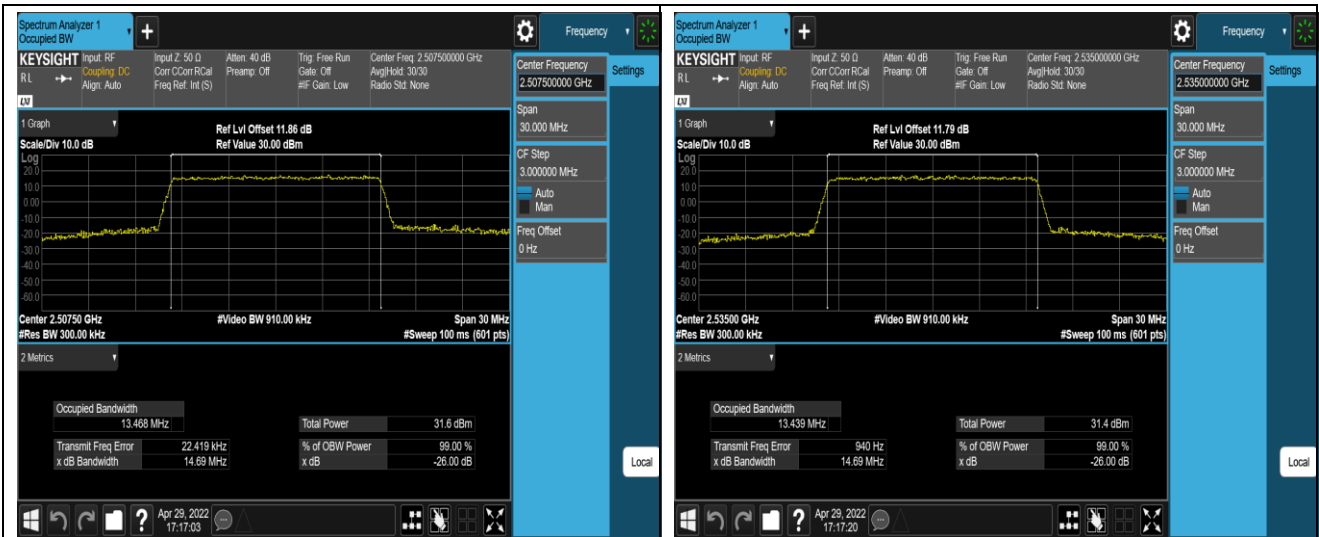 Spectrum Analyzer 1
Occupied BW
+
Frequency
KEYSIGHT
RL
LXI
Input: RF
Coupling: DC
Align: Auto
Input Z: 50 Ω
Corr CCorr RCal
Freq Ref: Int (S)
Atten: 40 dB
Preamp: Off
Trig: Free Run
Gate: Off
#IF Gain: Low
Center Freq: 2.507500000 GHz
Avg|Hold: 30/30
Radio Std: None
Center Frequency
2.507500000 GHz
Settings
Span
30.000 MHz
CF Step
3.000000 MHz
Auto
Man
Freq Offset
0 Hz
Local
1 Graph
Scale/Div 10.0 dB
Ref Lvl Offset 11.86 dB
Ref Value 30.00 dBm
Log
20.0
10.0
0.00
-10.0
-20.0
-30.0
-40.0
-50.0
-60.0
Center 2.50750 GHz
#Video BW 910.00 kHz
Span 30 MHz
#Res BW 300.00 kHz
#Sweep 100 ms (601 pts)
2 Metrics
Occupied Bandwidth
13.468 MHz
Total Power 31.6 dBm
Transmit Freq Error 22.419 kHz
% of OBW Power 99.00 %
x dB Bandwidth 14.69 MHz
x dB -26.00 dB
?
Apr 29, 2022
17:17:03
Spectrum Analyzer 1
Occupied BW
+
Frequency
KEYSIGHT
RL
LXI
Input: RF
Coupling: DC
Align: Auto
Input Z: 50 Ω
Corr CCorr RCal
Freq Ref: Int (S)
Atten: 40 dB
Preamp: Off
Trig: Free Run
Gate: Off
#IF Gain: Low
Center Freq: 2.535000000 GHz
Avg|Hold: 30/30
Radio Std: None
Center Frequency
2.535000000 GHz
Settings
Span
30.000 MHz
CF Step
3.000000 MHz
Auto
Man
Freq Offset
0 Hz
Local
1 Graph
Scale/Div 10.0 dB
Ref Lvl Offset 11.79 dB
Ref Value 30.00 dBm
Log
20.0
10.0
0.00
-10.0
-20.0
-30.0
-40.0
-50.0
-60.0
Center 2.53500 GHz
#Video BW 910.00 kHz
Span 30 MHz
#Res BW 300.00 kHz
#Sweep 100 ms (601 pts)
2 Metrics
Occupied Bandwidth
13.439 MHz
Total Power 31.4 dBm
Transmit Freq Error 940 Hz
% of OBW Power 99.00 %
x dB Bandwidth 14.69 MHz
x dB -26.00 dB
?
Apr 29, 2022
17:17:20